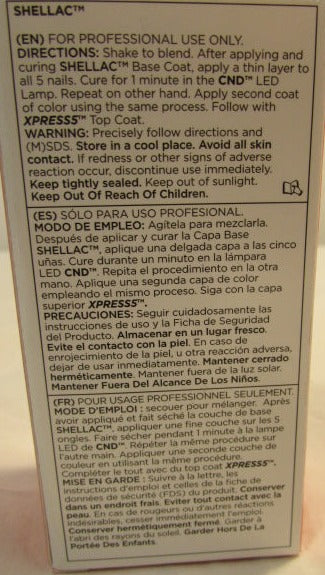 SHELLAC™
(EN) FOR PROFESSIONAL USE ONLY.
DIRECTIONS: Shake to blend. After applying and
curing SHELLAC™ Base Coat, apply a thin layer to
all 5 nails. Cure for 1 minute in the CND™ LED
Lamp. Repeat on other hand. Apply second coat
of color using the same process. Follow with
XPRESS5™ Top Coat.
WARNING: Precisely follow directions and
(M)SDS. Store in a cool place. Avoid all skin
contact. If redness or other signs of adverse
reaction occur, discontinue use immediately.
Keep tightly sealed. Keep out of sunlight.
Keep Out Of Reach Of Children.
(ES) SÓLO PARA USO PROFESIONAL.
MODO DE EMPLEO: Agítela para mezclarla.
Después de aplicar y curar la Capa Base
SHELLAC™, aplique una delgada capa a las cinco
uñas. Cure durante un minuto en la lámpara
LED CND™. Repita el procedimiento en la otra
mano. Aplique una segunda capa de color
empleando el mismo proceso. Siga con la capa
superior XPRESS5™.
PRECAUCIONES: Seguir cuidadosamente las
instrucciones de uso y la Ficha de Seguridad
del Producto. Almacenar en un lugar fresco.
Evite el contacto con la piel. En caso de
enrojecimiento de la piel, u otra reacción adversa,
dejar de usar inmediatamente. Mantener cerrado
herméticamente. Mantener fuera de la luz solar.
Mantener Fuera Del Alcance De Los Niños.
(FR) POUR USAGE PROFESSIONNEL SEULEMENT.
MODE D'EMPLOI : secouer pour mélanger. Après
avoir appliqué et fait séché la couche de base
SHELLAC™, appliquer une fine couche sur les 5
ongles. Faire sécher pendant 1 minute à la lampe
LED de CND™. Répéter la même procédure sur
l'autre main. Appliquer une seconde couche de
couleur en utilisant la même procédure.
Compléter le tout avec du top coat XPRESS5™.
MISE EN GARDE : Suivre à la lettre, les
instructions d'emploi et celles de la fiche de
données de sécurité (FDS) du produit. Conserver
dans un endroit frais. Éviter tout contact avec la
peau. En cas de rougeurs ou d'autres réactions
indésirables, cesser immédiatement l'emploi.
Conserver hermétiquement fermé. Garder à
l'abri des rayons du soleil. Garder Hors De La
Portée Des Enfants.